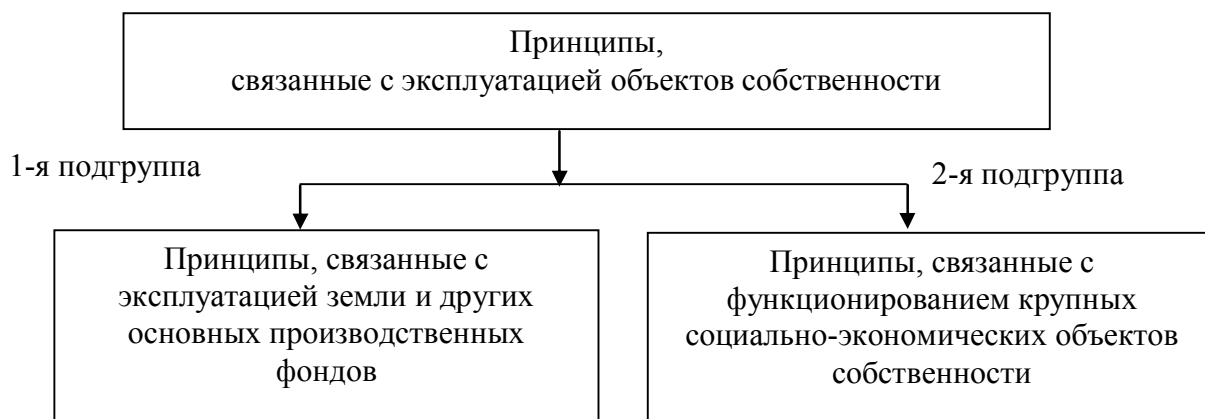 Принципы,
связанные с эксплуатацией объектов собственности
1-я подгруппа
2-я подгруппа
Принципы, связанные с
эксплуатацией земли и других
основных производственных
фондов
Принципы, связанные с
функционированием крупных
социально-экономических объектов
собственности